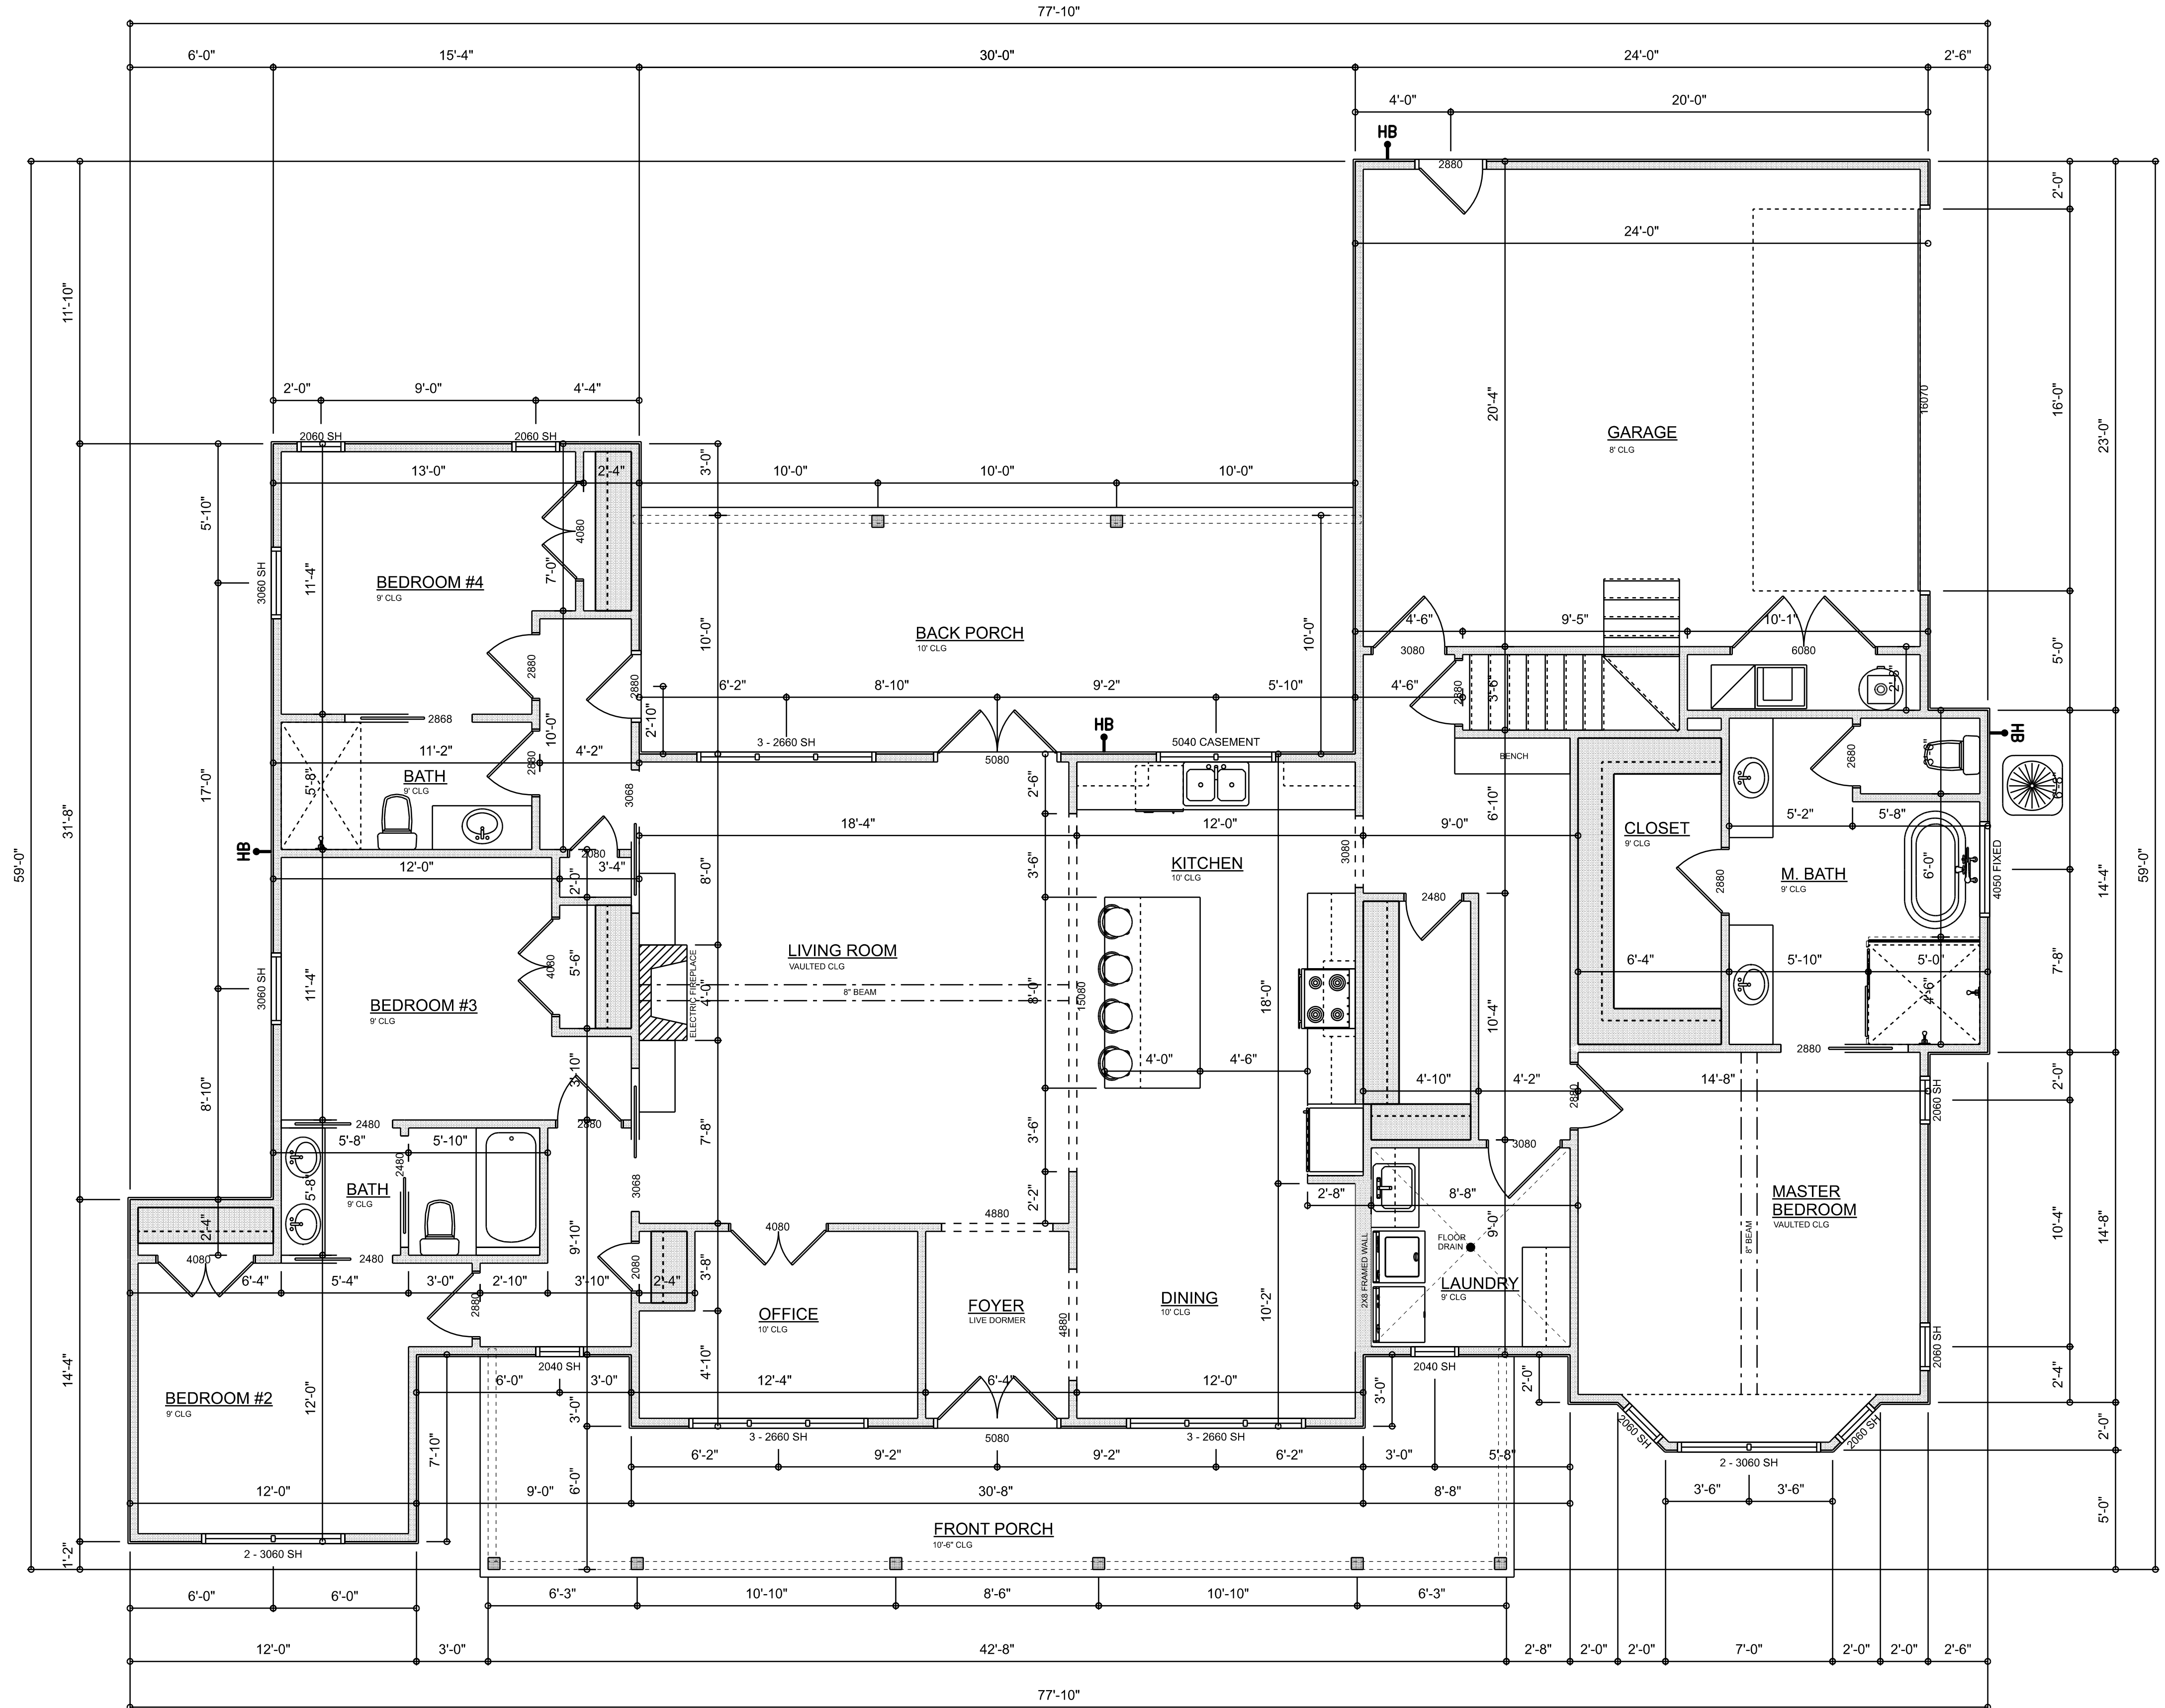 77'-10"
6'-0" 15'-4" 30'-0" 24'-0" 2'-6"
4'-0" 20'-0"
HB
2880
2'-0"
24'-0"
11'-10"
16'-0"
16070
23'-0"
20'-4"
GARAGE
8' CLG
2'-0" 9'-0" 4'-4"
2060 SH 2060 SH
13'-0" 2'-4" 3'-0" 10'-0" 10'-0" 10'-0"
5'-10"
4080
3060 SH
11'-4"
BEDROOM #4
9' CLG
7'-0"
10'-0"
BACK PORCH
10' CLG
10'-0"
4'-6" 9'-5" 10'-1"
3080 6080
5'-0"
2880
2880
6'-2" 8'-10" 9'-2" 5'-10" 4'-6"
2880
3'-6"
2'-8"
2'-10"
2868
10'-0"
HB
HB
3 - 2660 SH
5080
5040 CASEMENT
BENCH
2680
3'-8"
11'-2" 4'-2"
2880
BATH
9' CLG
5'-8"
17'-0"
31'-8"
3068
2'-6"
6'-10"
6'-8"
18'-4" 12'-0" 9'-0"
5'-2" 5'-8"
CLOSET
9' CLG
HB
2080
12'-0" 3'-4"
2'-0"
8'-0"
3'-6"
KITCHEN
10' CLG
3080
2880
M. BATH
9' CLG
6'-0"
4050 FIXED
14'-4"
59'-0"
59'-0"
2480
LIVING ROOM
VAULTED CLG
4080
5'-6"
6'-4" 5'-10" 5'-0"
7'-8"
3060 SH
11'-4"
BEDROOM #3
9' CLG
ELECTRIC FIREPLACE
4'-0"
8" BEAM
8'-0"
15080
18'-0"
10'-4"
4'-6"
2880
4'-0" 4'-6"
4'-10" 4'-2" 14'-8"
3'-10"
8'-10"
2'-0"
2060 SH
2880
2480 2880
7'-8"
3'-6"
3080
5'-8" 5'-10"
2480
5'-8"
BATH
9' CLG
3068
2'-2"
2'-8" 8'-8"
MASTER
BEDROOM
VAULTED CLG
8" BEAM
10'-4"
14'-8"
2'-4"
4080
4880
9'-0"
FLOOR
DRAIN
4080 2480
9'-10"
2080
3'-8"
2X8 FRAMED WALL
LAUNDRY
9' CLG
6'-4" 5'-4" 3'-0" 2'-10" 3'-10" 2'-4"
2880
OFFICE
10' CLG
FOYER
LIVE DORMER
4880
DINING
10' CLG
10'-2"
2060 SH
2040 SH
2040 SH
4'-10"
14'-4"
2'-4"
6'-0" 3'-0" 12'-4" 6'-4" 12'-0"
3'-0"
3'-0"
2'-0"
BEDROOM #2
9' CLG
12'-0"
7'-10"
3 - 2660 SH
5080
3 - 2660 SH
2060 SH
2060 SH
2'-0"
6'-2" 9'-2" 9'-2" 6'-2" 3'-0" 5'-8"
2 - 3060 SH
6'-0"
12'-0" 9'-0" 30'-8" 8'-8"
3'-6" 3'-6"
5'-0"
FRONT PORCH
10'-6" CLG
1'-2"
2 - 3060 SH
6'-0" 6'-0" 6'-3" 10'-10" 8'-6" 10'-10" 6'-3"
12'-0" 3'-0" 42'-8" 2'-8" 2'-0" 2'-0" 7'-0" 2'-0" 2'-0" 2'-6"
77'-10"